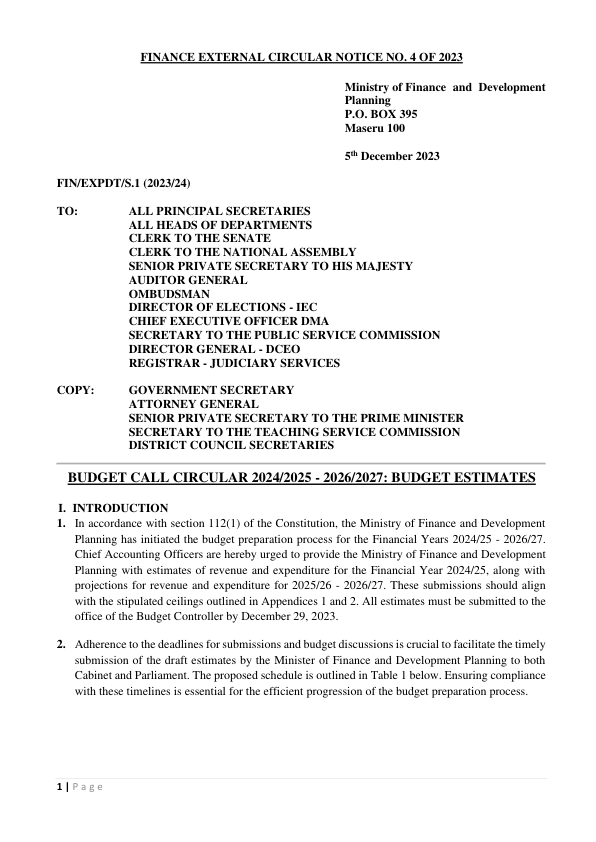 FINANCE EXTERNAL CIRCULAR NOTICE NO. 4 OF 2023
Ministry of Finance and Development
Planning
P.O. BOX 395
Maseru 100
5th December 2023
FIN/EXPDT/S.1 (2023/24)
TO: ALL PRINCIPAL SECRETARIES
ALL HEADS OF DEPARTMENTS
CLERK TO THE SENATE
CLERK TO THE NATIONAL ASSEMBLY
SENIOR PRIVATE SECRETARY TO HIS MAJESTY
AUDITOR GENERAL
OMBUDSMAN
DIRECTOR OF ELECTIONS - IEC
CHIEF EXECUTIVE OFFICER DMA
SECRETARY TO THE PUBLIC SERVICE COMMISSION
DIRECTOR GENERAL - DCEO
REGISTRAR - JUDICIARY SERVICES
COPY: GOVERNMENT SECRETARY
ATTORNEY GENERAL
SENIOR PRIVATE SECRETARY TO THE PRIME MINISTER
SECRETARY TO THE TEACHING SERVICE COMMISSION
DISTRICT COUNCIL SECRETARIES
BUDGET CALL CIRCULAR 2024/2025 - 2026/2027: BUDGET ESTIMATES
I. INTRODUCTION
1. In accordance with section 112(1) of the Constitution, the Ministry of Finance and Development
Planning has initiated the budget preparation process for the Financial Years 2024/25 - 2026/27.
Chief Accounting Officers are hereby urged to provide the Ministry of Finance and Development
Planning with estimates of revenue and expenditure for the Financial Year 2024/25, along with
projections for revenue and expenditure for 2025/26 - 2026/27. These submissions should align
with the stipulated ceilings outlined in Appendices 1 and 2. All estimates must be submitted to the
office of the Budget Controller by December 29, 2023.
2. Adherence to the deadlines for submissions and budget discussions is crucial to facilitate the timely
submission of the draft estimates by the Minister of Finance and Development Planning to both
Cabinet and Parliament. The proposed schedule is outlined in Table 1 below. Ensuring compliance
with these timelines is essential for the efficient progression of the budget preparation process.
1 | Page